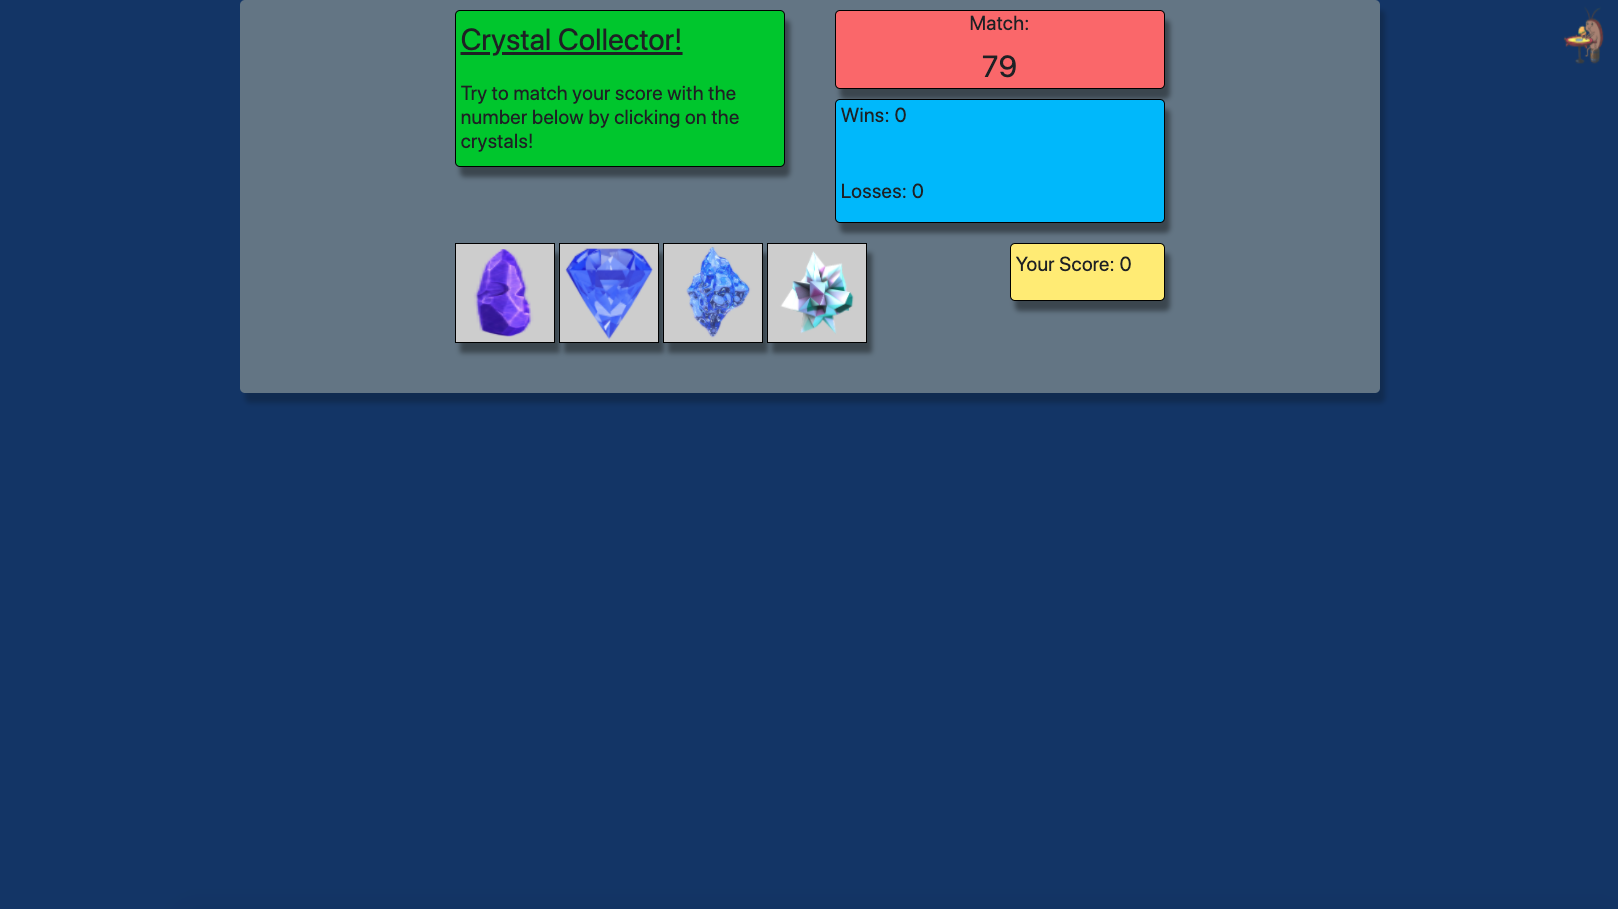 Crystal Collector!
Try to match your score with the
number below by clicking on the
crystals!
Match:
79
Wins: 0
Losses: 0
Your Score: 0